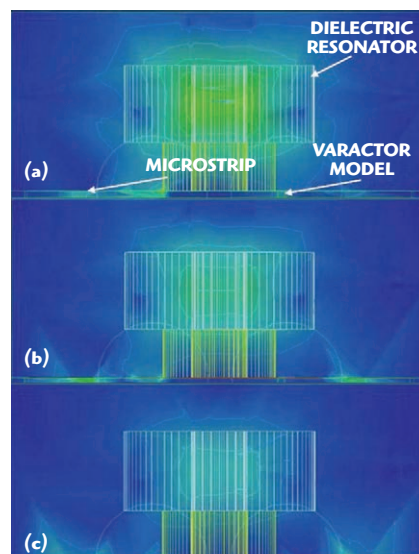 DIELECTRIC
RESONATOR
MICROSTRIP
VARACTOR
MODEL
(a)
(b)
(c)